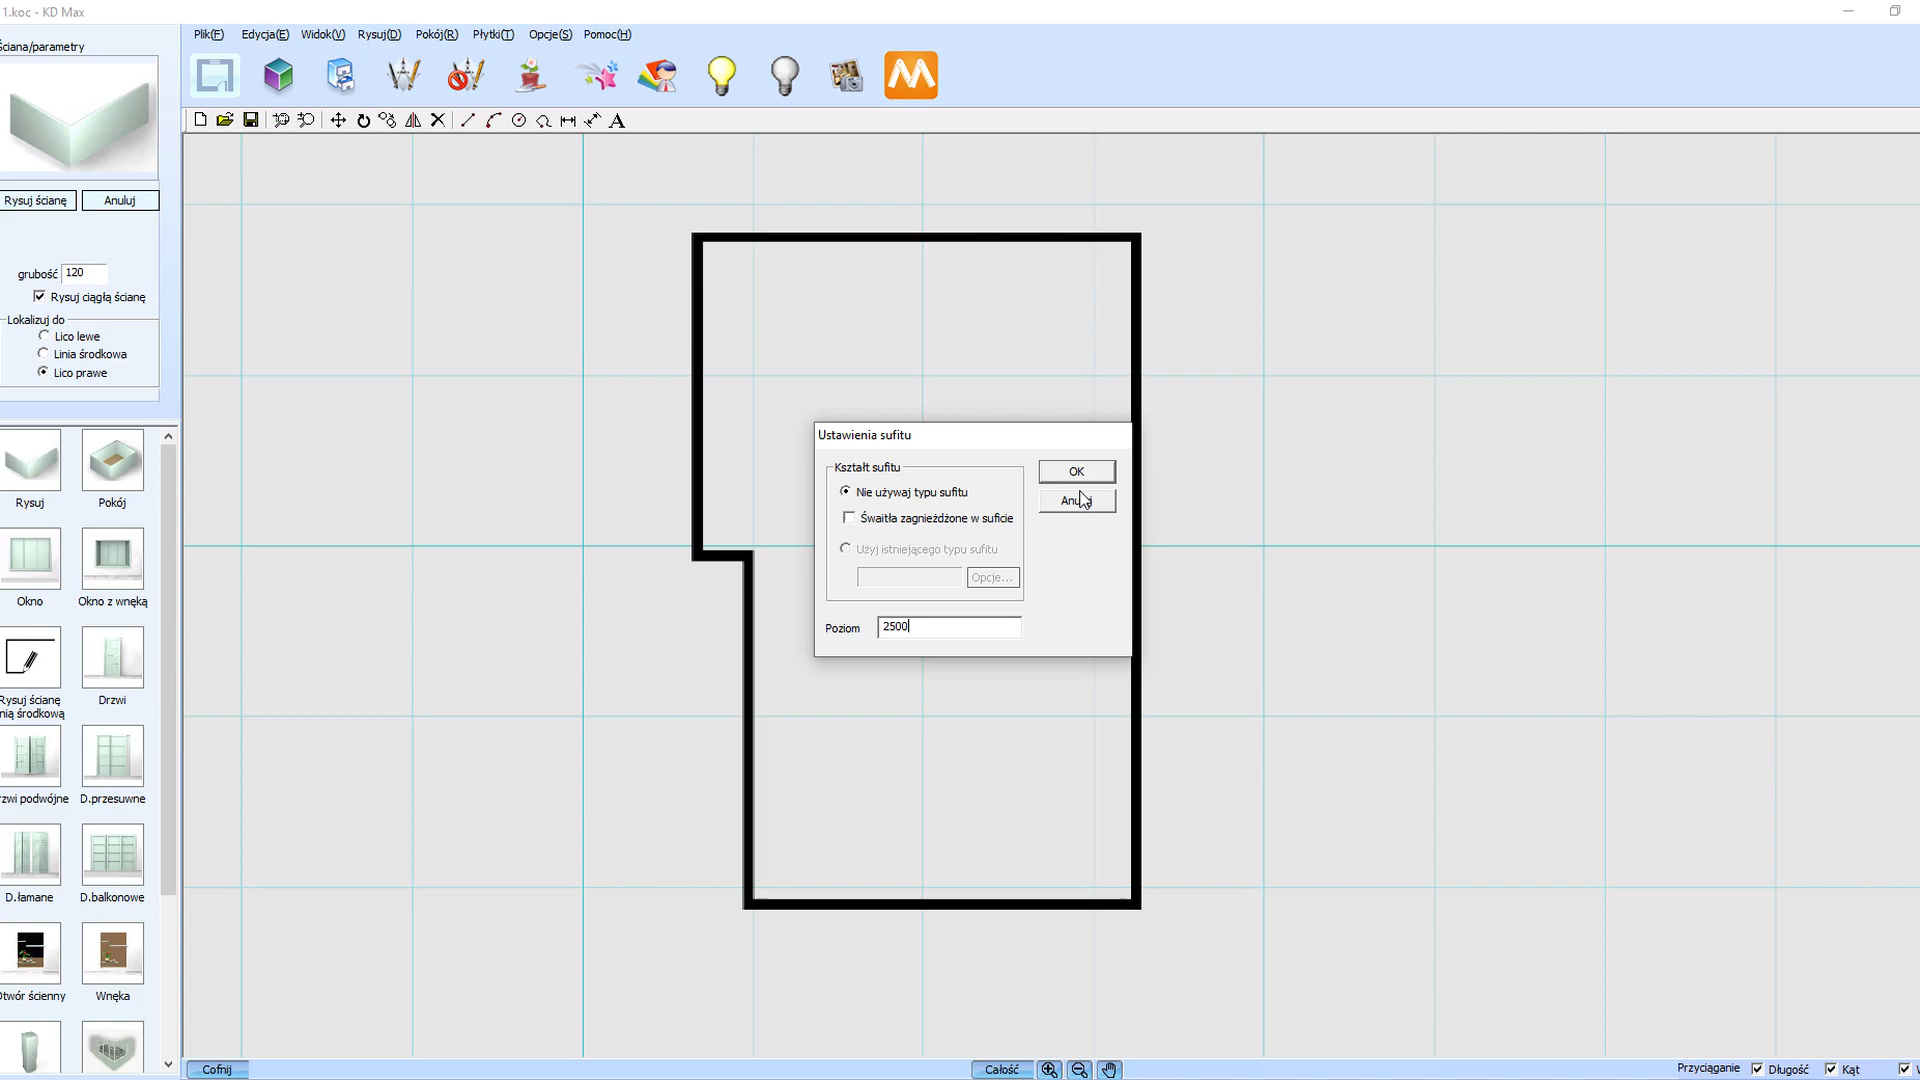 1.koc - KD Max
Ściana/parametry
Plik(F) Edycja(E) Widok(V) Rysuj(D) Pokój(R) Płytki(T) Opcje(S) Pomoc(H)
Rysuj ścianę Anuluj
grubość 120
Rysuj ciągłą ścianę
Lokalizuj do
Lico lewe
Linia środkowa
Lico prawe
Ustawienia sufitu
Kształt sufitu
Nie używaj typu sufitu
Śwaitła zagnieżdżone w suficie
Użyj istniejącego typu sufitu
Opcje...
Poziom 2500
OK
Rysuj Pokój
Okno Okno z wnęką
Rysuj ścianę
nią środkową
Drzwi
rzwi podwójne D.przesuwne
D.łamane D.balkonowe
Otwór ścienny Wnęka
Cofnij Całość Przyciąganie Długość Kąt